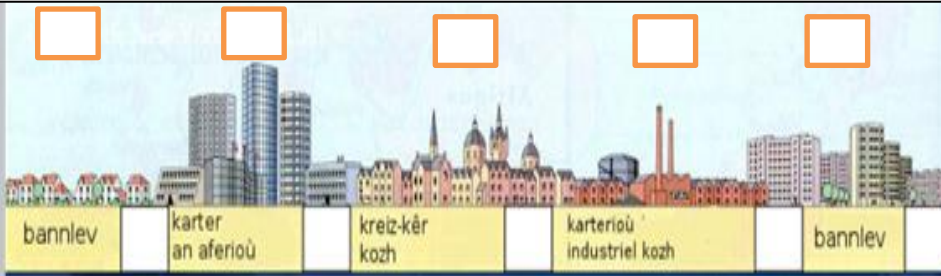 bannlev
karter
an aferioù
kreiz-kêr
kozh
karterioù
industriel kozh
bannlev